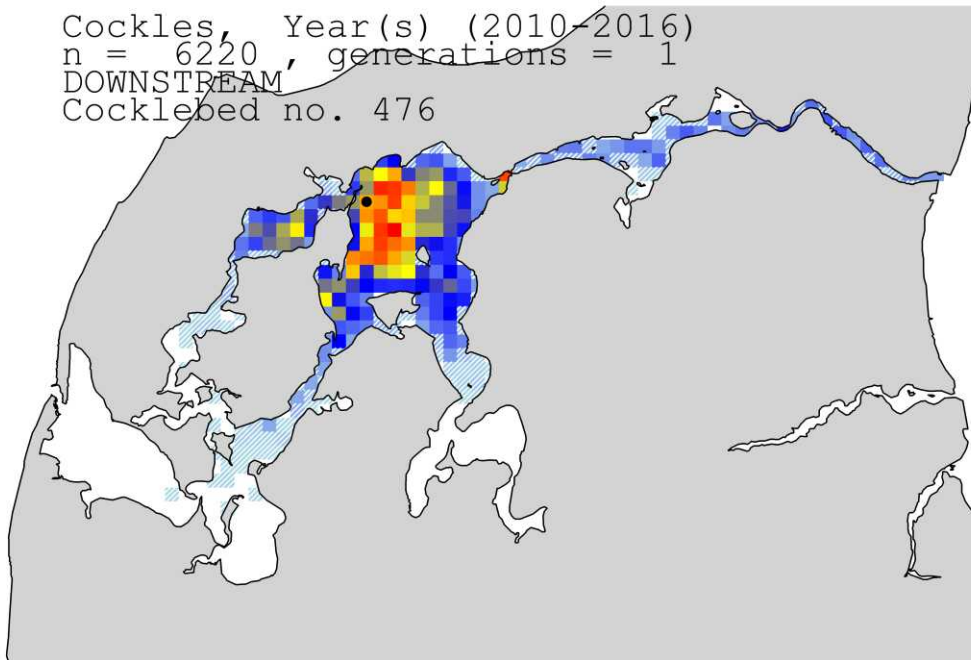 Cockles, Year(s) (2010-2016)
n = 6220 , generations = 1
DOWNSTREAM
Cocklebed no. 476